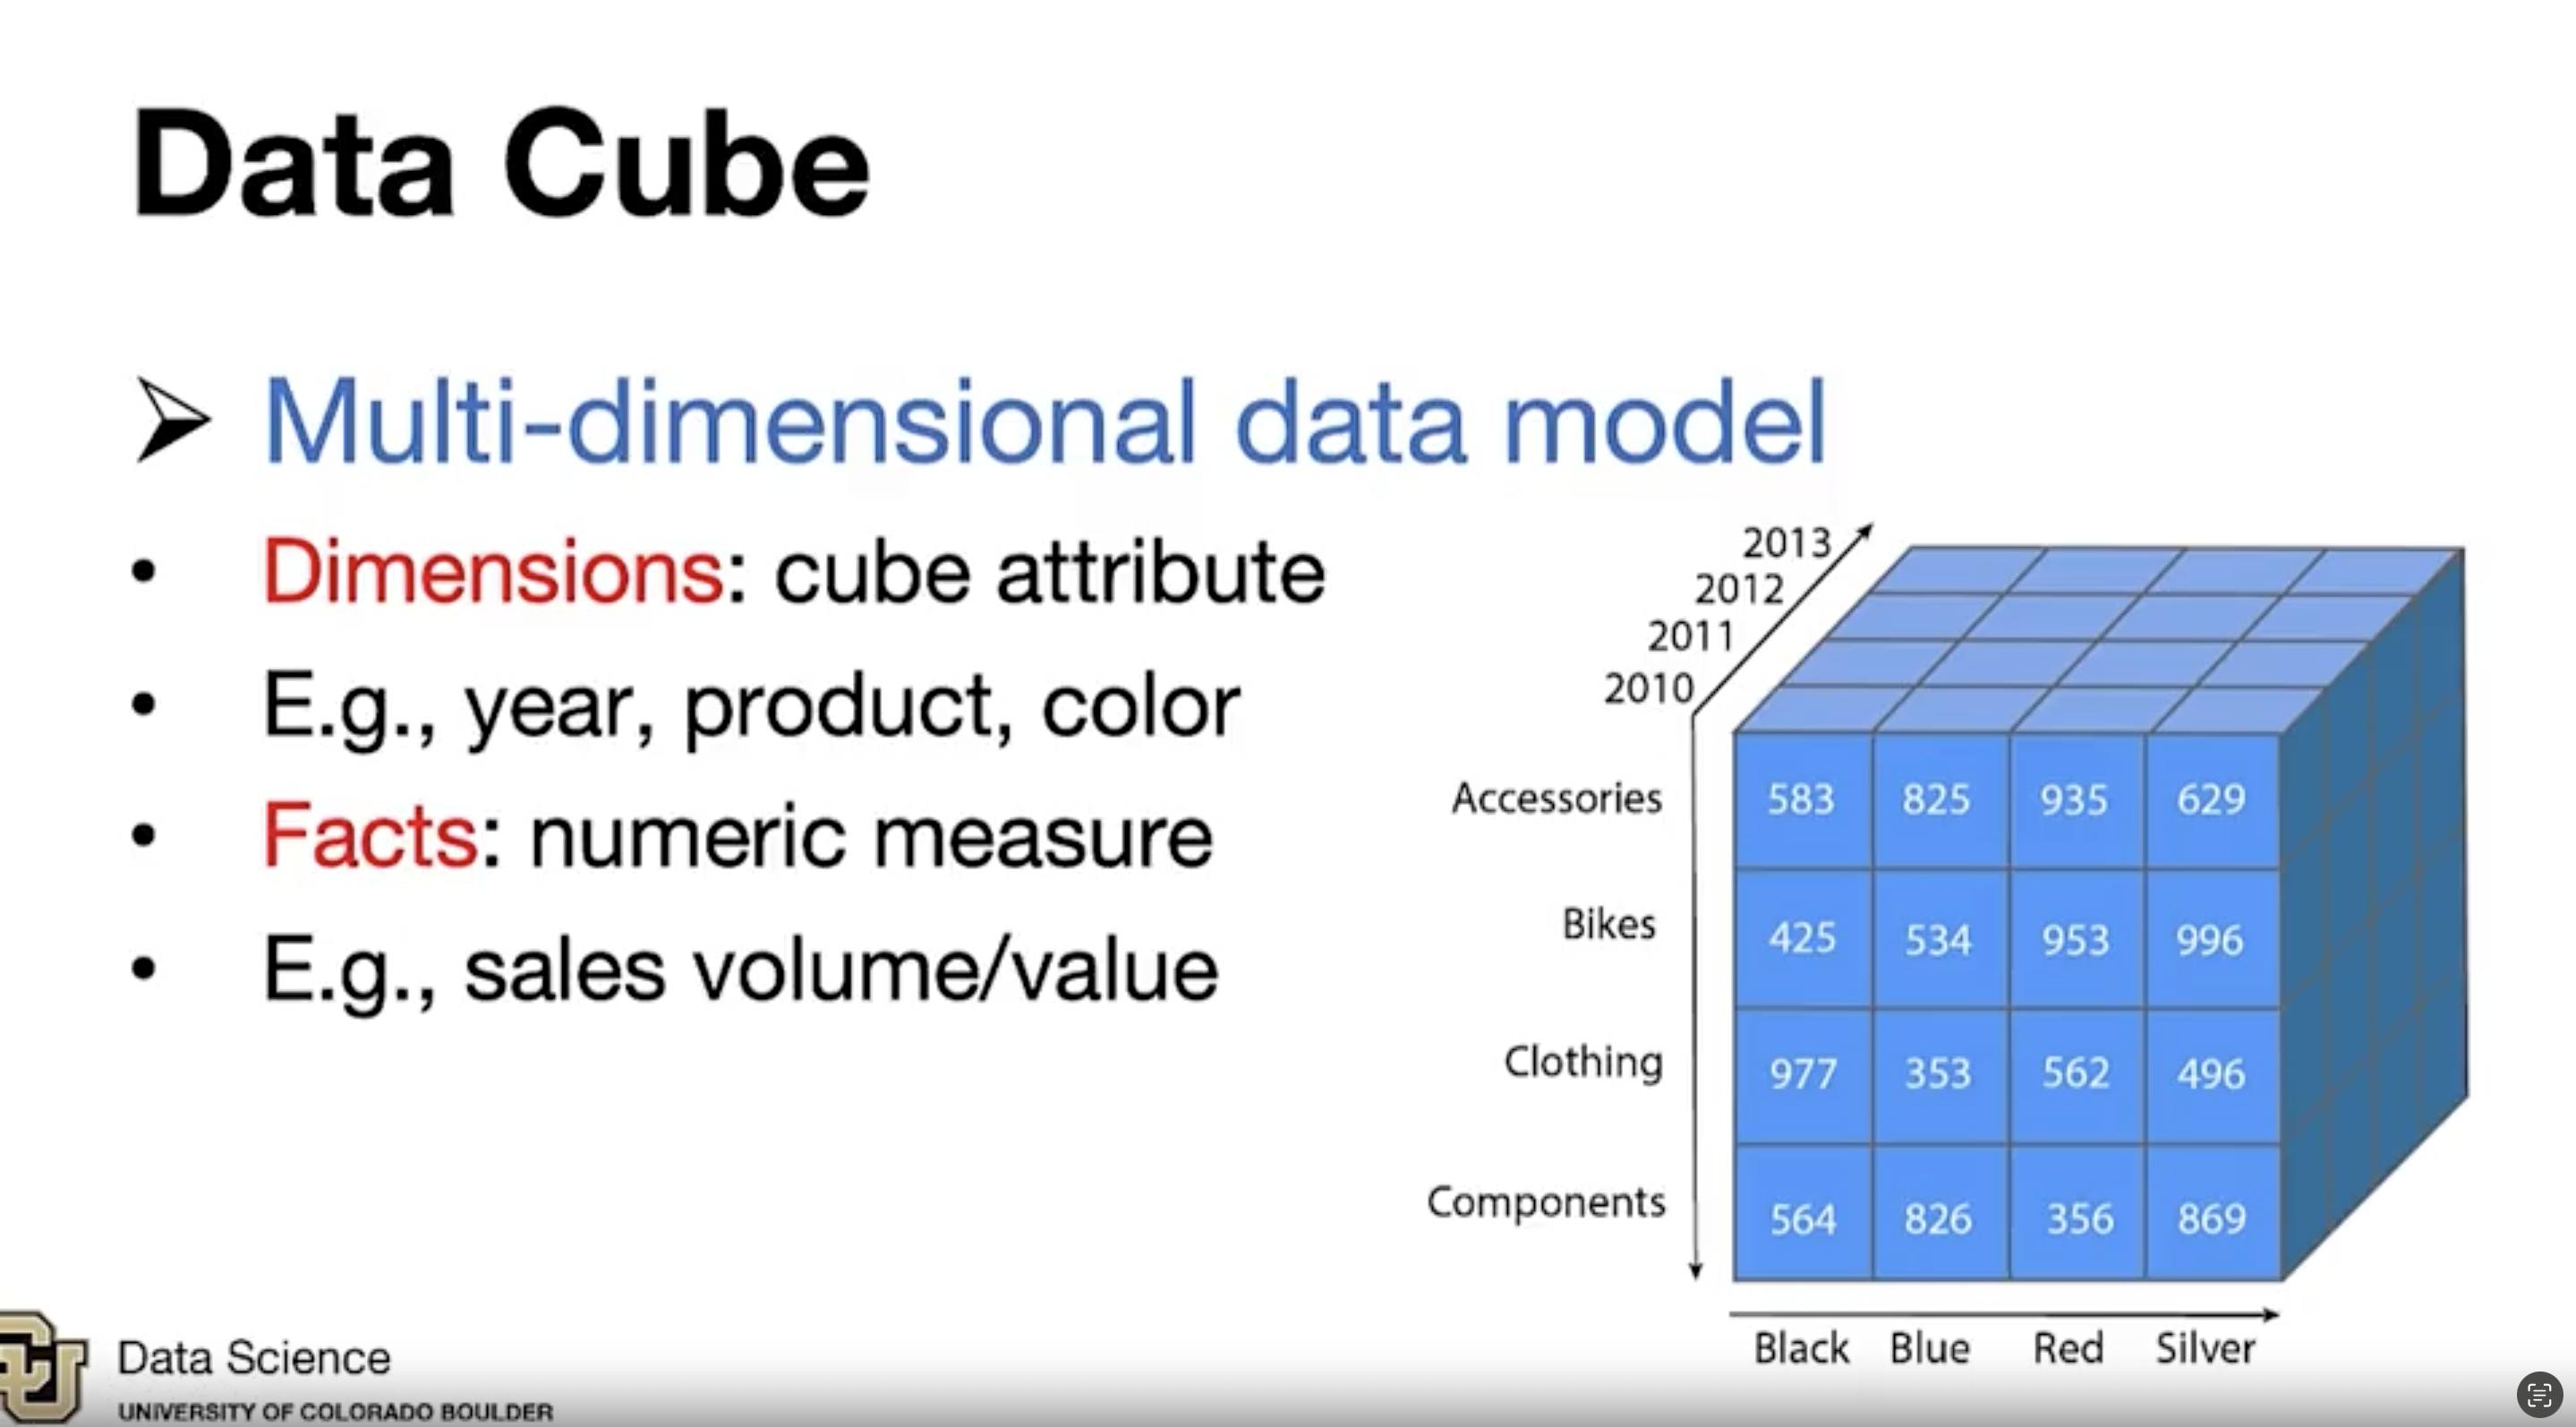 Data Cube
➢ Multi-dimensional data model
• Dimensions: cube attribute
• E.g., year, product, color
• Facts: numeric measure
• E.g., sales volume/value
2013
2012
2011
2010
Accessories 583 825 935 629
Bikes 425 534 953 996
Clothing 977 353 562 496
Components 564 826 356 869
Black Blue Red Silver
CU
Data Science
UNIVERSITY OF COLORADO BOULDER